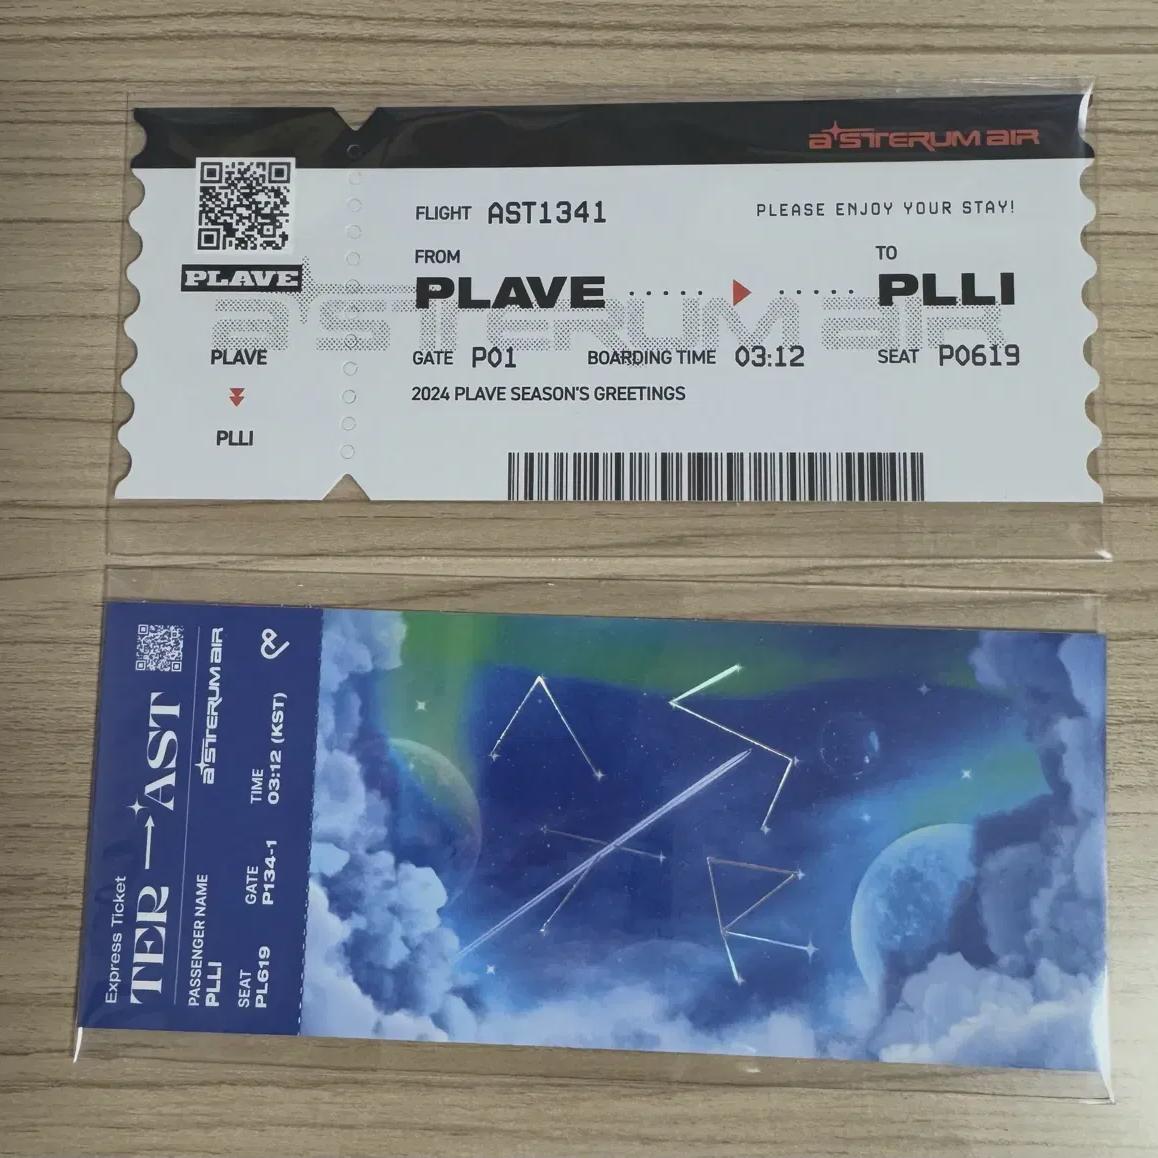 a'sTERUM aIR
PLAVE
PLAVE
PLLI
FLIGHT AST1341
PLEASE ENJOY YOUR STAY!
FROM
TO
PLAVE
PLLI
a'sTERUM aIR
GATE P01 BOARDING TIME 03:12 SEAT P0619
2024 PLAVE SEASON'S GREETINGS
Express Ticket
TER → AST
a'sTERUM aIR
PASSENGER NAME
PLLI
SEAT GATE TIME
PL619 P134-1 03:12 (KST)